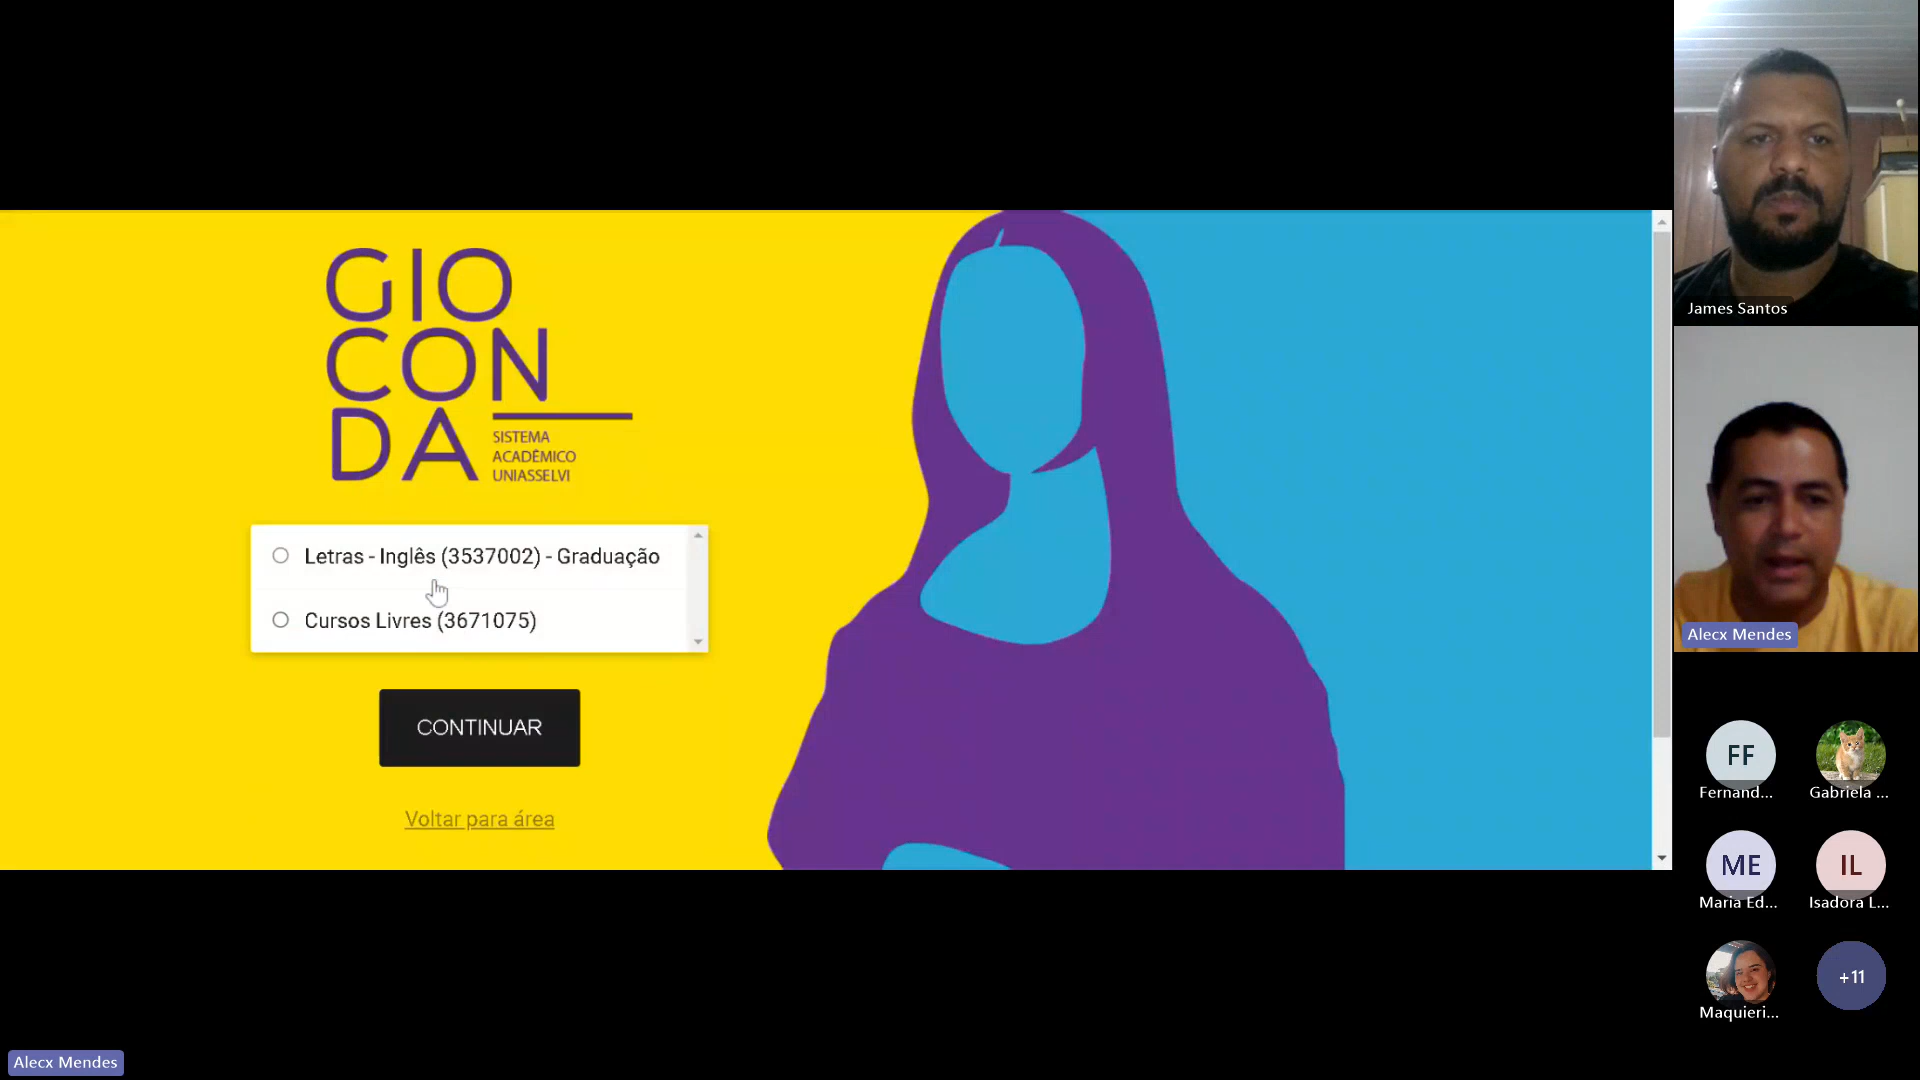 GIO
CON
DA
SISTEMA
ACADÊMICO
UNIASSELVI
Letras - Inglês (3537002) - Graduação
Cursos Livres (3671075)
CONTINUAR
Voltar para área
James Santos
Alecx Mendes
FF
Fernand...
Gabriela ...
ME
Maria Ed...
IL
Isadora L...
Maquieri...
+11
Alecx Mendes